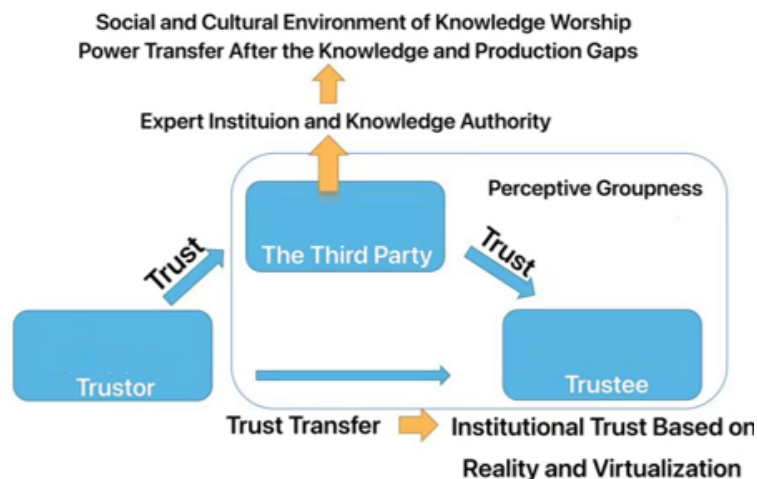 Social and Cultural Environment of Knowledge Worship
Power Transfer After the Knowledge and Production Gaps
Expert Instituion and Knowledge Authority
Perceptive Groupness
Trust
The Third Party
Trust
Trustor
Trustee
Trust Transfer
Institutional Trust Based on
Reality and Virtualization